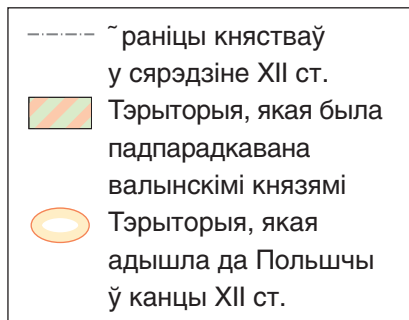 ˜раніцы княстваў
у сярэдзіне XII ст.
Тэрыторыя, якая была
падпарадкавана
валынскімі князямі
Тэрыторыя, якая
адышла да Польшчы
ў канцы XII ст.